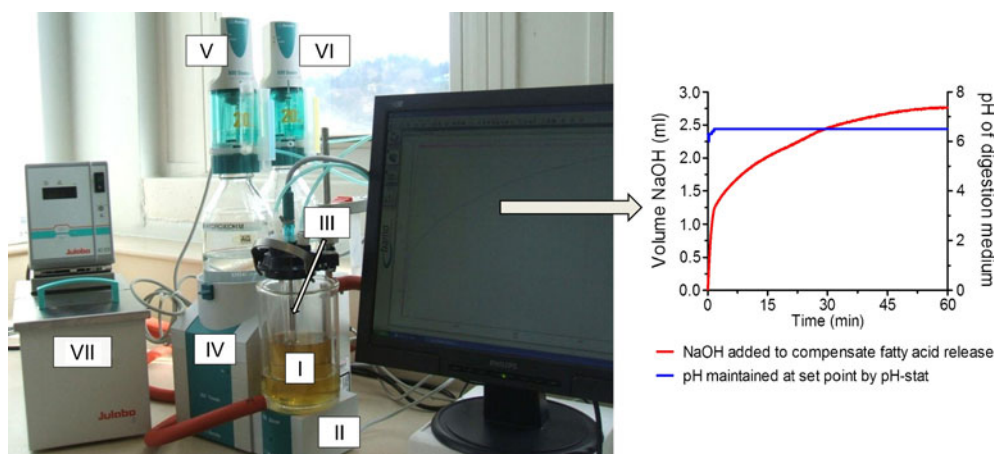 V
VI
20.
20.
III
Julabo
IV
I
VII
Julabo
II
PHILIPS
3.0
2.5
2.0
1.5
1.0
0.5
0.0
Volume NaOH (ml)
8
6
4
2
0
pH of digestion
medium
0
15
30
45
60
Time (min)
NaOH added to compensate fatty acid release
pH maintained at set point by pH-stat